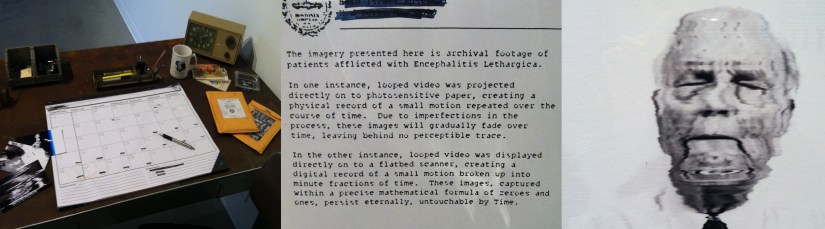 The imagery presented here is archival footage of
patients afflicted with Encephalitis Lethargica.
In one instance, looped video was projected
directly on to photosensitive paper, creating a
physical record of a small motion repeated over the
course of time. Due to imperfections in the
process, these images will gradually fade over
time, leaving behind no perceptible trace.
In the other instance, looped video was displayed
directly on to a flatbed scanner, creating a
digital record of a small motion broken up into
minute fractions of time. These images, captured
within a precise mathematical formula of zeroes and
ones, persist eternally, untouchable by Time.